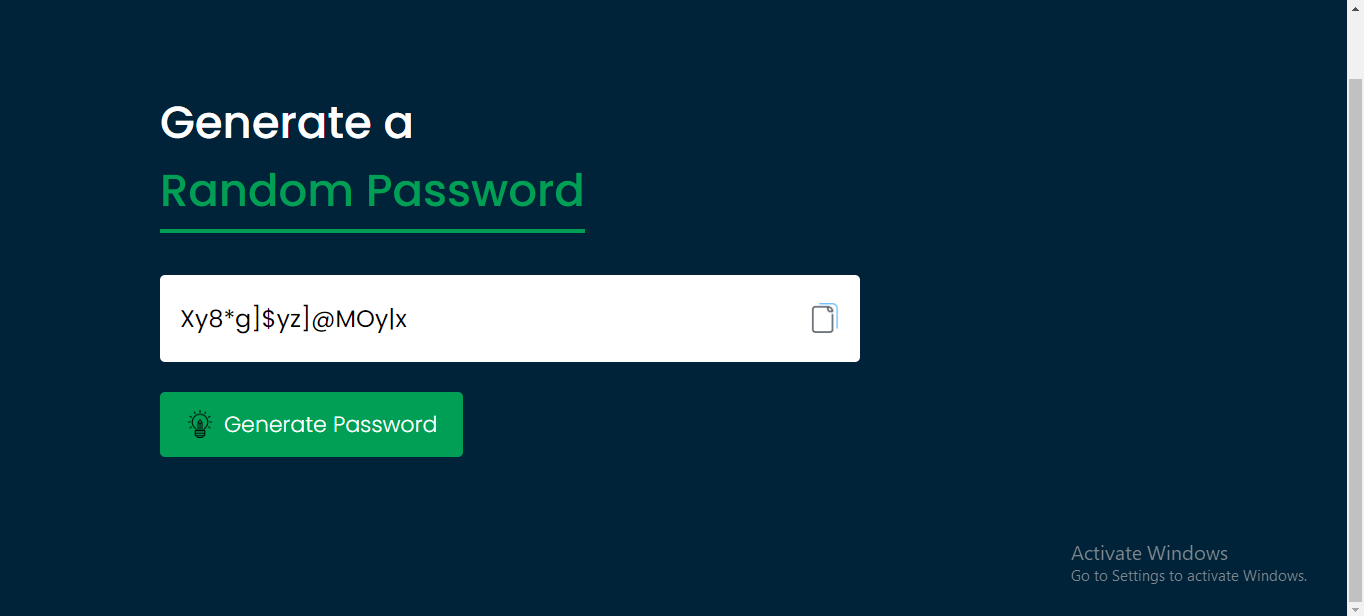 Generate a
Random Password
Xy8*g]$yz]@MOy|x
Generate Password
Activate Windows
Go to Settings to activate Windows.